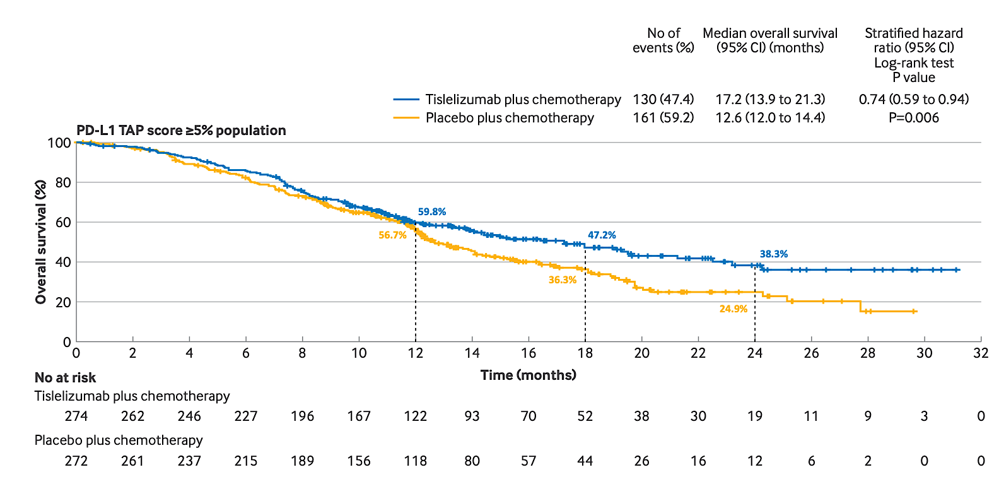 No of events (%)
Median overall survival (95% CI) (months)
Stratified hazard ratio (95% CI)
Log-rank test
P value
Tislelizumab plus chemotherapy 130 (47.4) 17.2 (13.9 to 21.3) 0.74 (0.59 to 0.94)
Placebo plus chemotherapy 161 (59.2) 12.6 (12.0 to 14.4) P=0.006
PD-L1 TAP score ≥5% population
Overall survival (%)
100
80
60
40
20
0
59.8%
56.7%
47.2%
36.3%
38.3%
24.9%
0 2 4 6 8 10 12 14 16 18 20 22 24 26 28 30 32
Time (months)
No at risk
Tislelizumab plus chemotherapy
274 262 246 227 196 167 122 93 70 52 38 30 19 11 9 3 0
Placebo plus chemotherapy
272 261 237 215 189 156 118 80 57 44 26 16 12 6 2 0 0